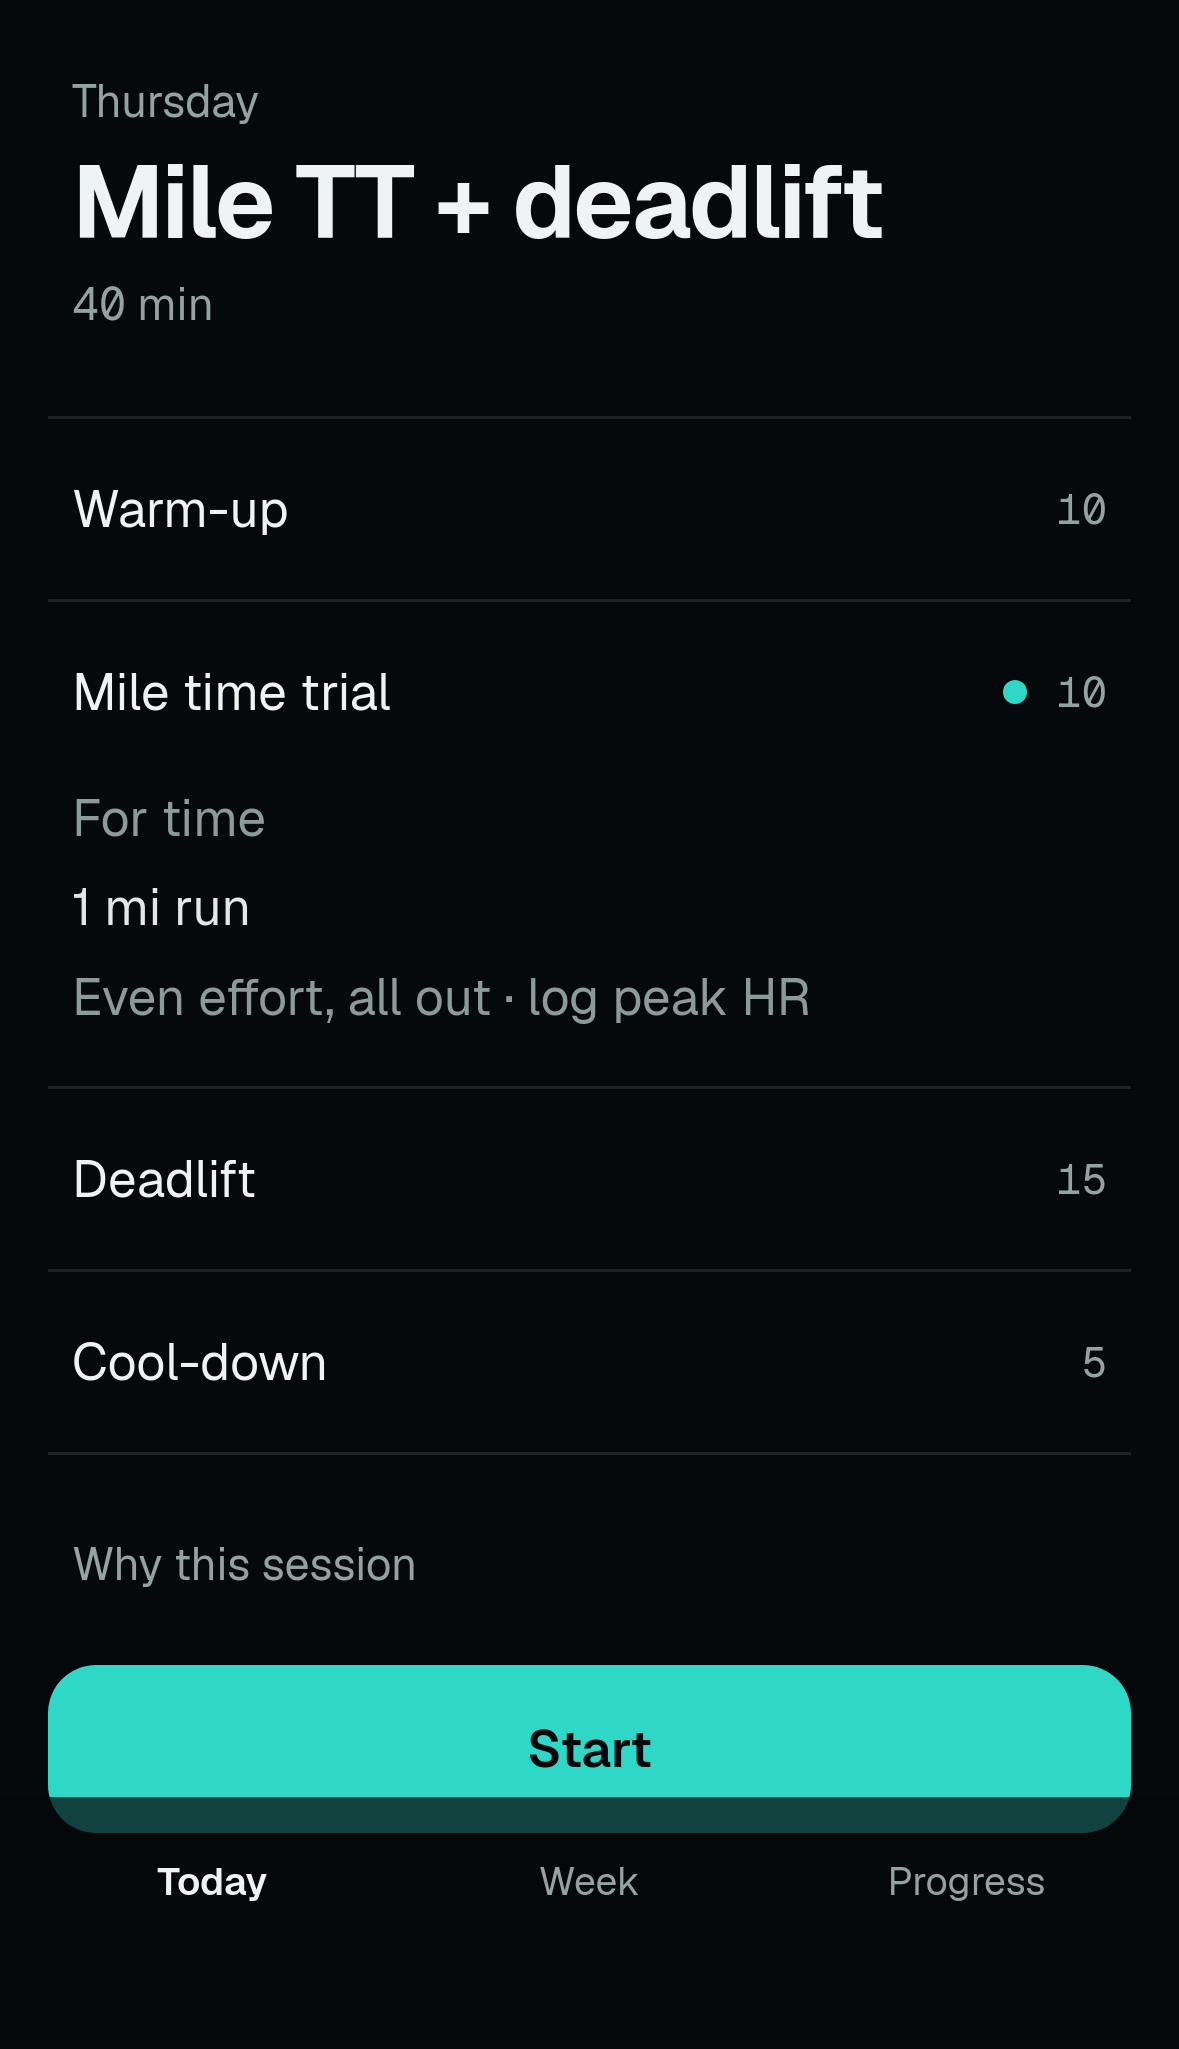 Thursday
Mile TT + deadlift
40 min
Warm-up 10
Mile time trial 10
For time
1 mi run
Even effort, all out · log peak HR
Deadlift 15
Cool-down 5
Why this session
Start
Today Week Progress